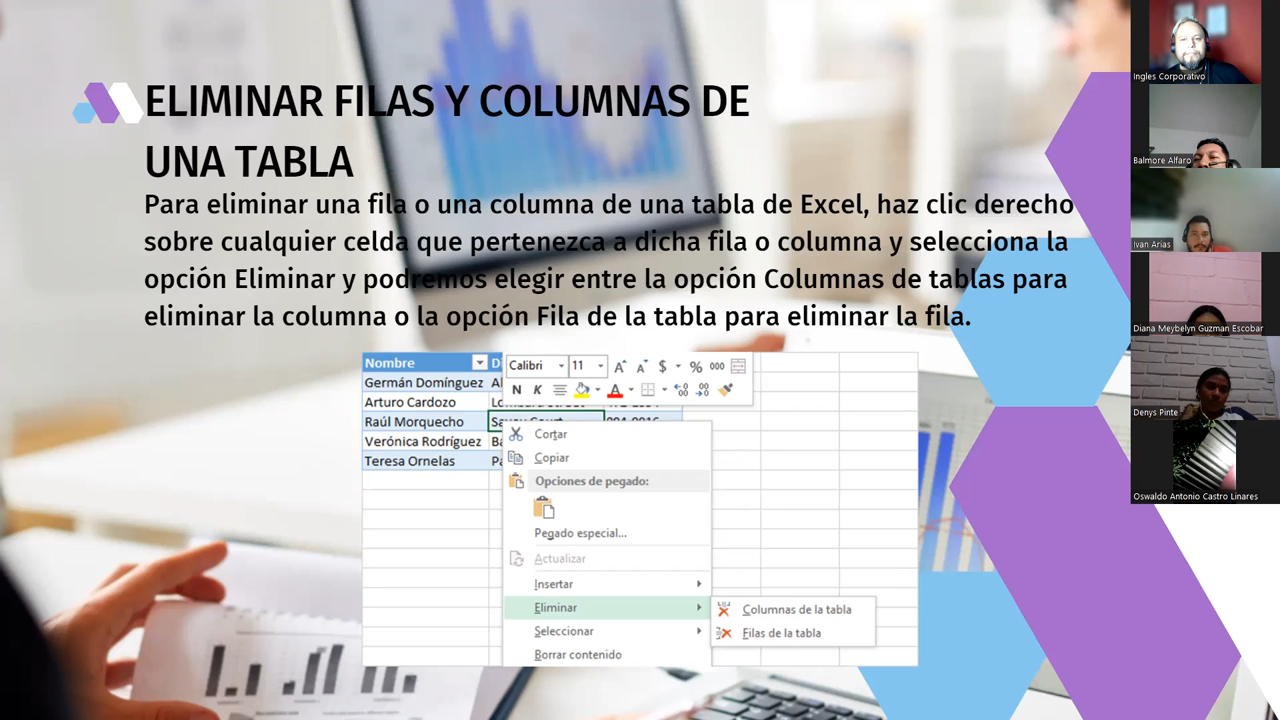 ELIMINAR FILAS Y COLUMNAS DE
UNA TABLA
Para eliminar una fila o una columna de una tabla de Excel, haz clic derecho
sobre cualquier celda que pertenezca a dicha fila o columna y selecciona la
opción Eliminar y podremos elegir entre la opción Columnas de tablas para
eliminar la columna o la opción Fila de la tabla para eliminar la fila.
Nombre
Calibri 11 A A $ % 000
N K A
Germán Domínguez
Arturo Cardozo
Raúl Morquecho
Verónica Rodríguez Ba
Teresa Ornelas Pa
Cortar
Copiar
Opciones de pegado:
Pegado especial...
Actualizar
Insertar
Eliminar
Seleccionar
Borrar contenido
Columnas de la tabla
Filas de la tabla
Ingles Corporativo
Balmore Alfaro
Ivan Arias
Diana Meybelyn Guzman Escobar
Denys Pinte
Oswaldo Antonio Castro Linares